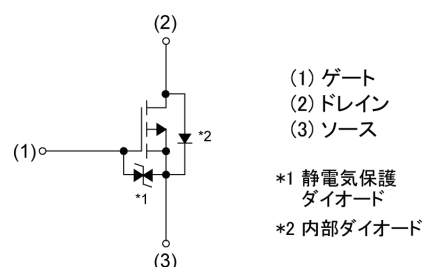 (2)
(1)
*2
*1
(3)
(1) ゲート
(2) ドレイン
(3) ソース
*1 静電気保護
ダイオード
*2 内部ダイオード